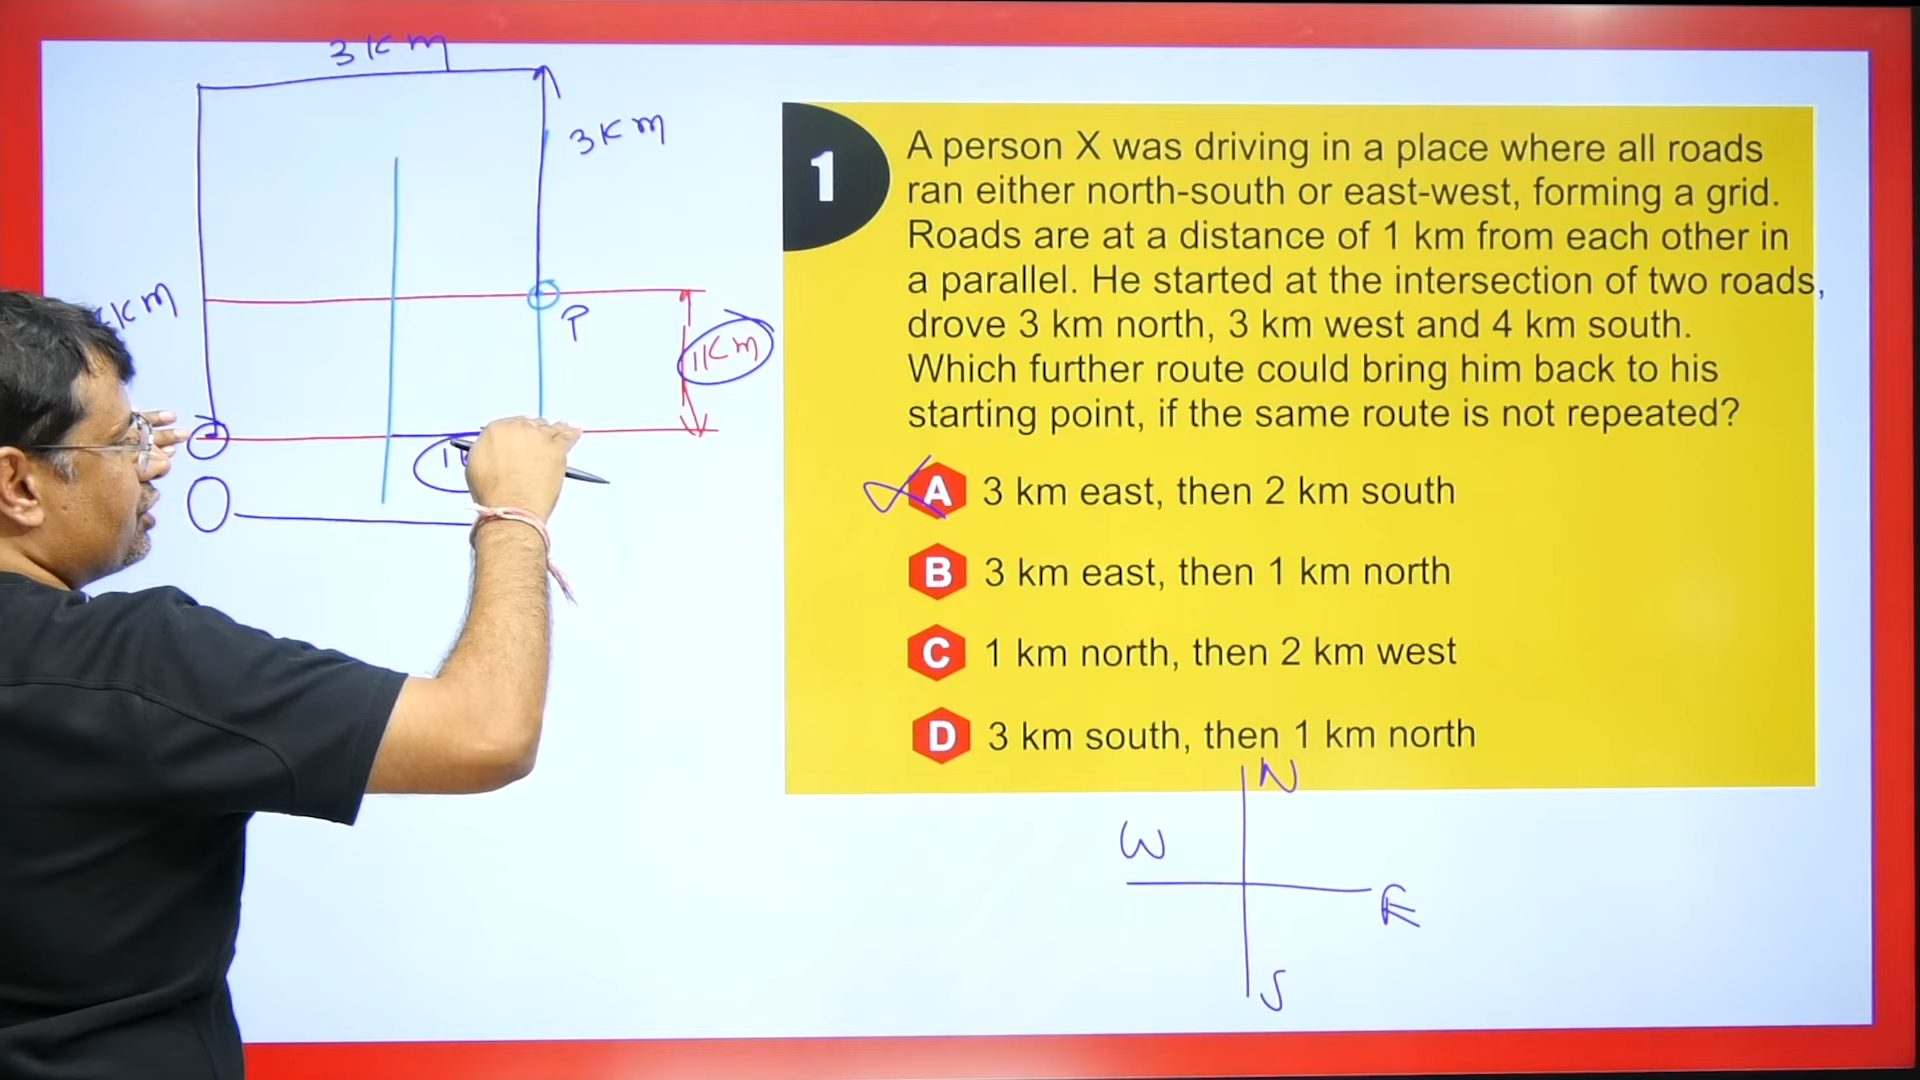 3 km
3 km
km
P
1 km
O
1
A person X was driving in a place where all roads
ran either north-south or east-west, forming a grid.
Roads are at a distance of 1 km from each other in
a parallel. He started at the intersection of two roads,
drove 3 km north, 3 km west and 4 km south.
Which further route could bring him back to his
starting point, if the same route is not repeated?
A 3 km east, then 2 km south
B 3 km east, then 1 km north
C 1 km north, then 2 km west
D 3 km south, then 1 km north
N
W
E
S